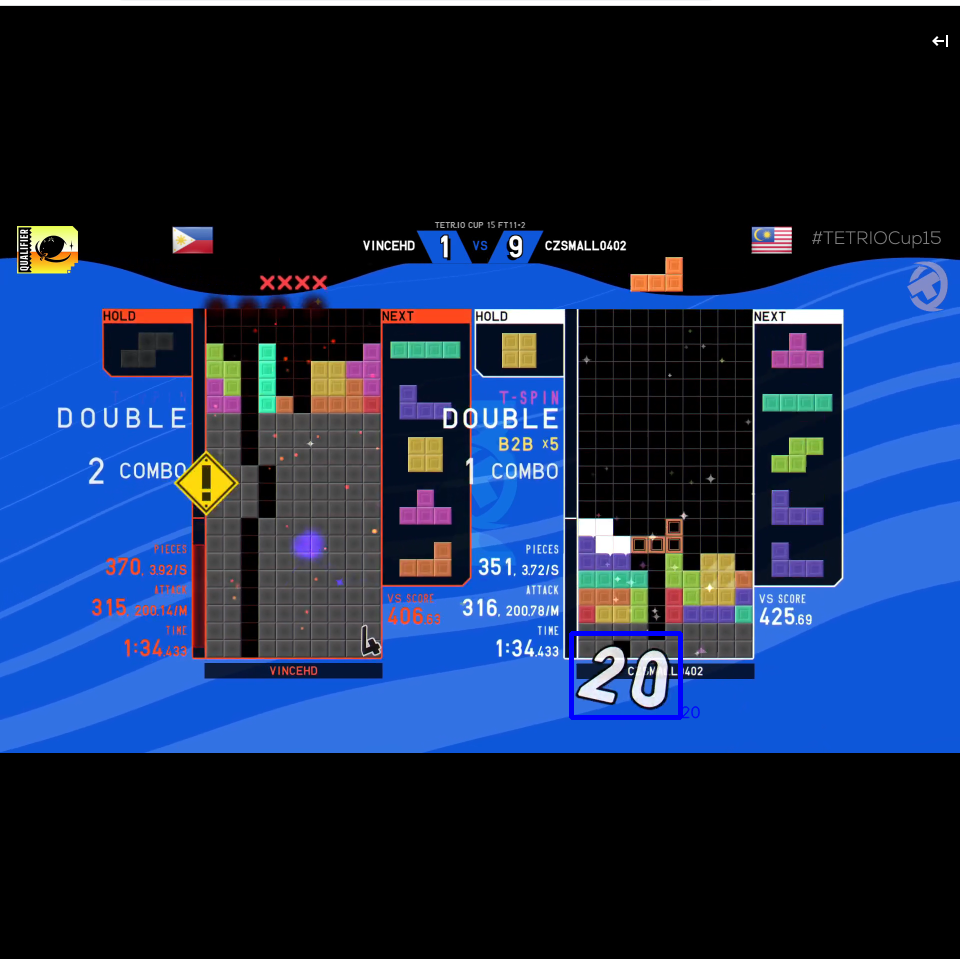 TETR.IO CUP 15 FT11-2
QUALIFIER
VINCEHD 1 VS 9 CZSMALL0402
#TETRIOCup15
HOLD
NEXT
HOLD
NEXT
DOUBLE
2 COMBO
PIECES
370, 3.92/S
ATTACK
315, 200.14/M
TIME
1:34.433
VS SCORE
406.63
4
VINCEHD
T-SPIN
DOUBLE
B2B ×5
1 COMBO
PIECES
351, 3.72/S
ATTACK
316, 200.78/M
TIME
1:34.433
VS SCORE
425.69
20
20